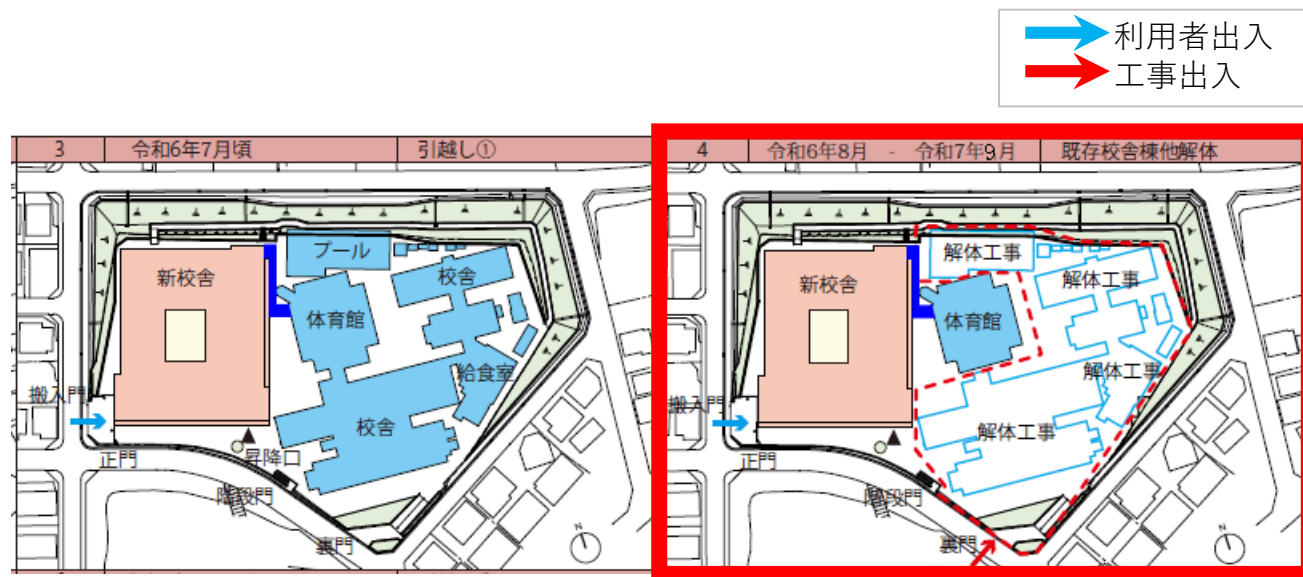 利用者出入
工事出入
3 令和6年7月頃 引越し①
プール
新校舎
校舎
体育館
給食室
搬入門
校舎
正門
昇降口
階段門
裏門
N
4 令和6年8月 - 令和7年9月 既存校舎棟他解体
解体工事
新校舎
解体工事
体育館
解体工事
搬入門
解体工事
正門
階段門
裏門
N